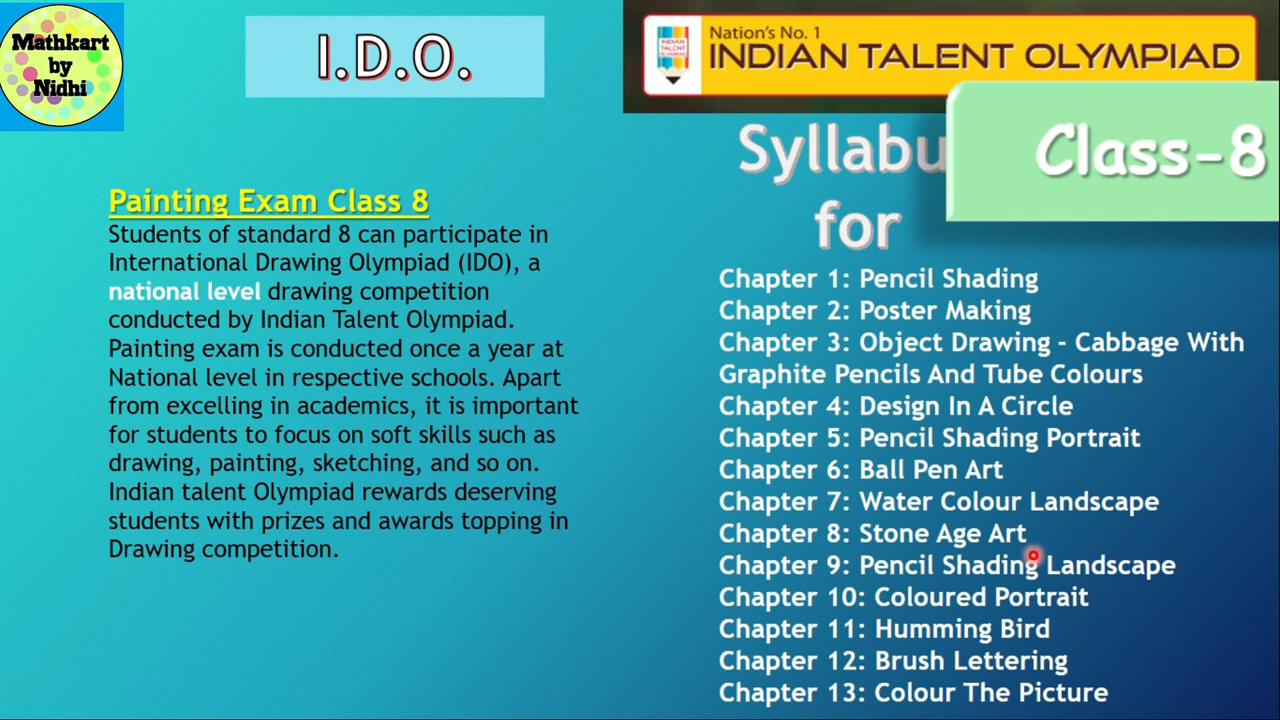 Mathkart
by
Nidhi
I.D.O.
Nation's No. 1
INDIAN TALENT OLYMPIAD
INDIAN
TALENT
OLYMPIAD
Painting Exam Class 8
Students of standard 8 can participate in
International Drawing Olympiad (IDO), a
national level drawing competition
conducted by Indian Talent Olympiad.
Painting exam is conducted once a year at
National level in respective schools. Apart
from excelling in academics, it is important
for students to focus on soft skills such as
drawing, painting, sketching, and so on.
Indian talent Olympiad rewards deserving
students with prizes and awards topping in
Drawing competition.
Syllabu
for
Class-8
Chapter 1: Pencil Shading
Chapter 2: Poster Making
Chapter 3: Object Drawing - Cabbage With
Graphite Pencils And Tube Colours
Chapter 4: Design In A Circle
Chapter 5: Pencil Shading Portrait
Chapter 6: Ball Pen Art
Chapter 7: Water Colour Landscape
Chapter 8: Stone Age Art
Chapter 9: Pencil Shading Landscape
Chapter 10: Coloured Portrait
Chapter 11: Humming Bird
Chapter 12: Brush Lettering
Chapter 13: Colour The Picture